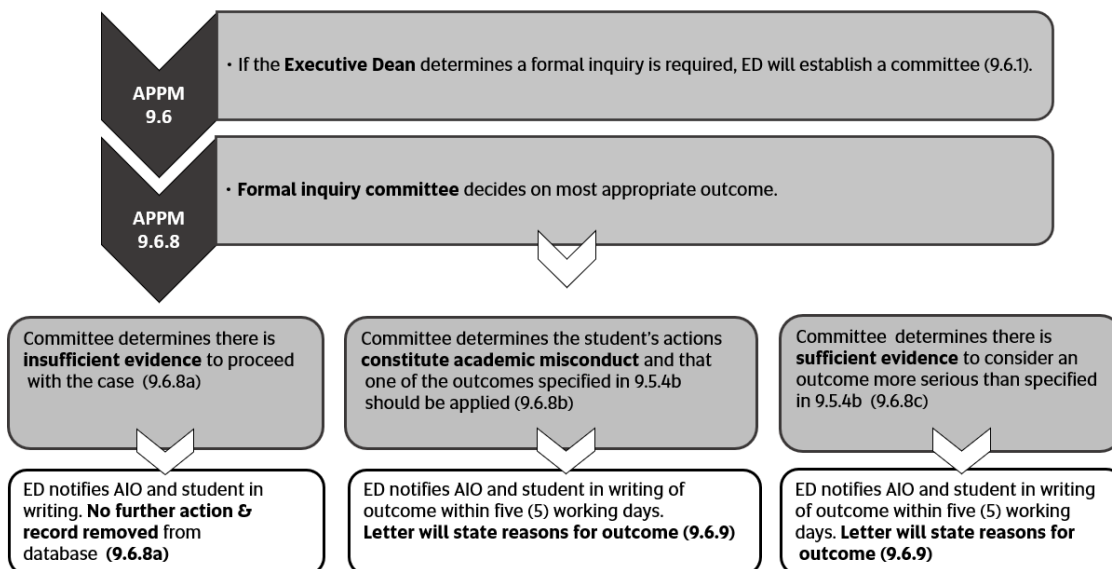 APPM
9.6
· If the Executive Dean determines a formal inquiry is required, ED will establish a committee (9.6.1).
APPM
9.6.8
· Formal inquiry committee decides on most appropriate outcome.
Committee determines there is
insufficient evidence to proceed
with the case (9.6.8a)
Committee determines the student's actions
constitute academic misconduct and that
one of the outcomes specified in 9.5.4b
should be applied (9.6.8b)
Committee determines there is
sufficient evidence to consider an
outcome more serious than specified
in 9.5.4b (9.6.8c)
ED notifies AIO and student in
writing. No further action &
record removed from
database (9.6.8a)
ED notifies AIO and student in writing of
outcome within five (5) working days.
Letter will state reasons for outcome (9.6.9)
ED notifies AIO and student in writing
of outcome within five (5) working
days. Letter will state reasons for
outcome (9.6.9)